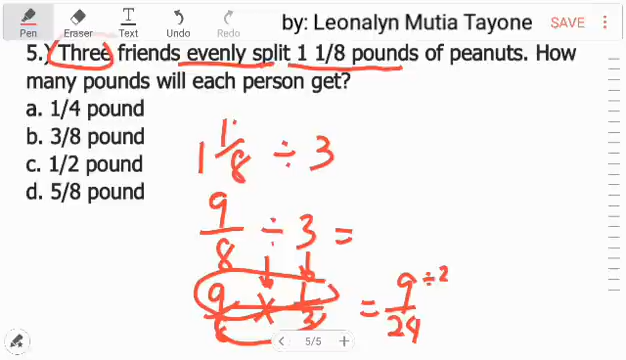 by: Leonalyn Mutia Tayone
SAVE
Pen
Eraser
Text
Undo
Redo
5.) Three friends evenly split 1 1/8 pounds of peanuts. How
many pounds will each person get?
a. 1/4 pound
b. 3/8 pound
c. 1/2 pound
d. 5/8 pound
1 1/8 ÷ 3
9/8 ÷ 3 =
9/8 × 1/3 = 9/24 ÷2
5/5